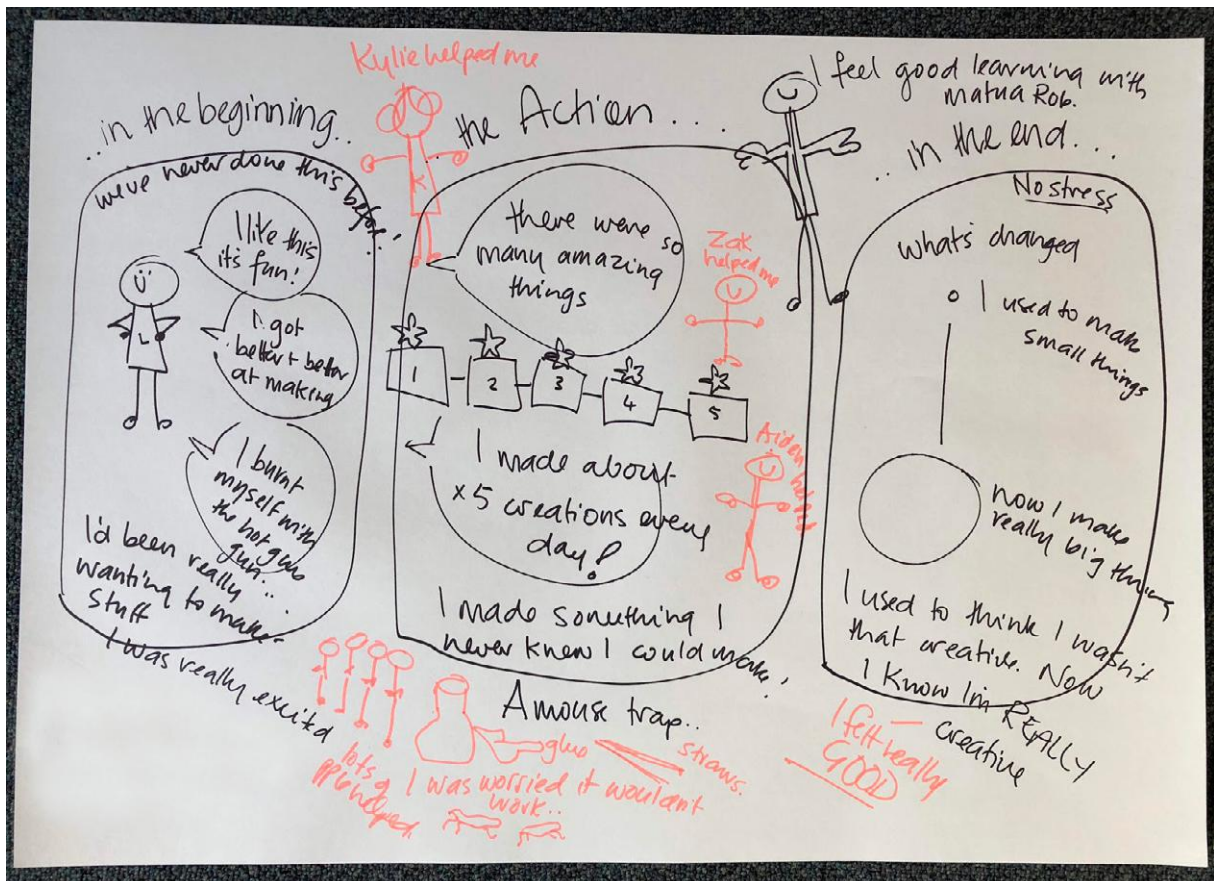 Kylie helped me
..in the beginning..
we've never done this before!
I like this
it's fun!
L
I got
better + better
at making
I burnt
myself with
the hot glue
gun...
I'd been really
wanting to make
stuff
I was really excited
.. the Action...
K
there were so
many amazing
things
Zak
helped me
1
2
3
4
5
I made about
x5 creations every
day!
Aiden helped
I made something I
never knew I could make!
A mouse trap..
glue
straws.
lots of
ppl helped
I was worried it wouldn't
work..
I feel good learning with
matua Rob.
.. in the end...
No stress
what's changed
I used to make
small things
now I make
really big things
I used to think I wasn't
that creative. Now
I know I'm REALLY
creative
I felt really
GOOD